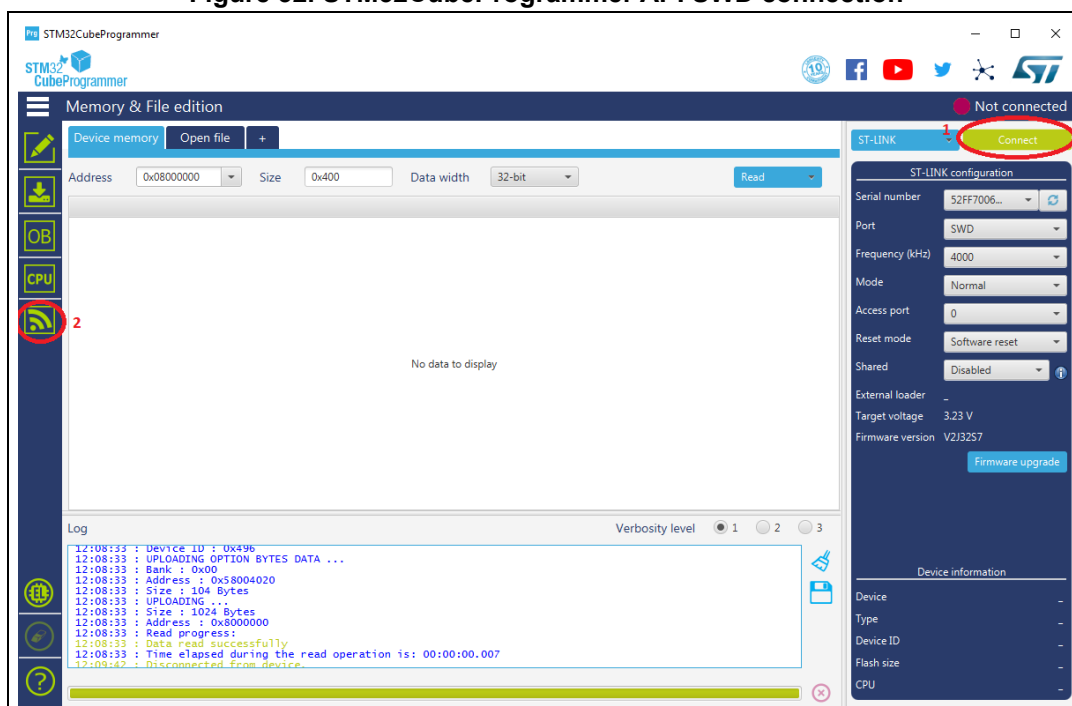 Prg STM32CubeProgrammer
STM32
CubeProgrammer
10
f
Memory & File edition
Not connected
Device memory Open file +
ST-LINK 1 Connect
Address 0x08000000 Size 0x400 Data width 32-bit Read
ST-LINK configuration
Serial number 52FF7006...
Port SWD
OB
Frequency (kHz) 4000
CPU
Mode Normal
Access port 0
2
Reset mode Software reset
No data to display
Shared Disabled
External loader _
Target voltage 3.23 V
Firmware version V2J32S7
Firmware upgrade
Log Verbosity level 1 2 3
12:08:33 : Device ID : 0x496
12:08:33 : UPLOADING OPTION BYTES DATA ...
12:08:33 : Bank : 0x00
12:08:33 : Address : 0x58004020
12:08:33 : Size : 104 Bytes
12:08:33 : UPLOADING ...
12:08:33 : Size : 1024 Bytes
12:08:33 : Address : 0x8000000
12:08:33 : Read progress:
12:08:33 : Data read successfully
12:08:33 : Time elapsed during the read operation is: 00:00:00.007
12:09:42 : Disconnected from device.
Device information
Device _
Type _
Device ID _
Flash size _
CPU _
?